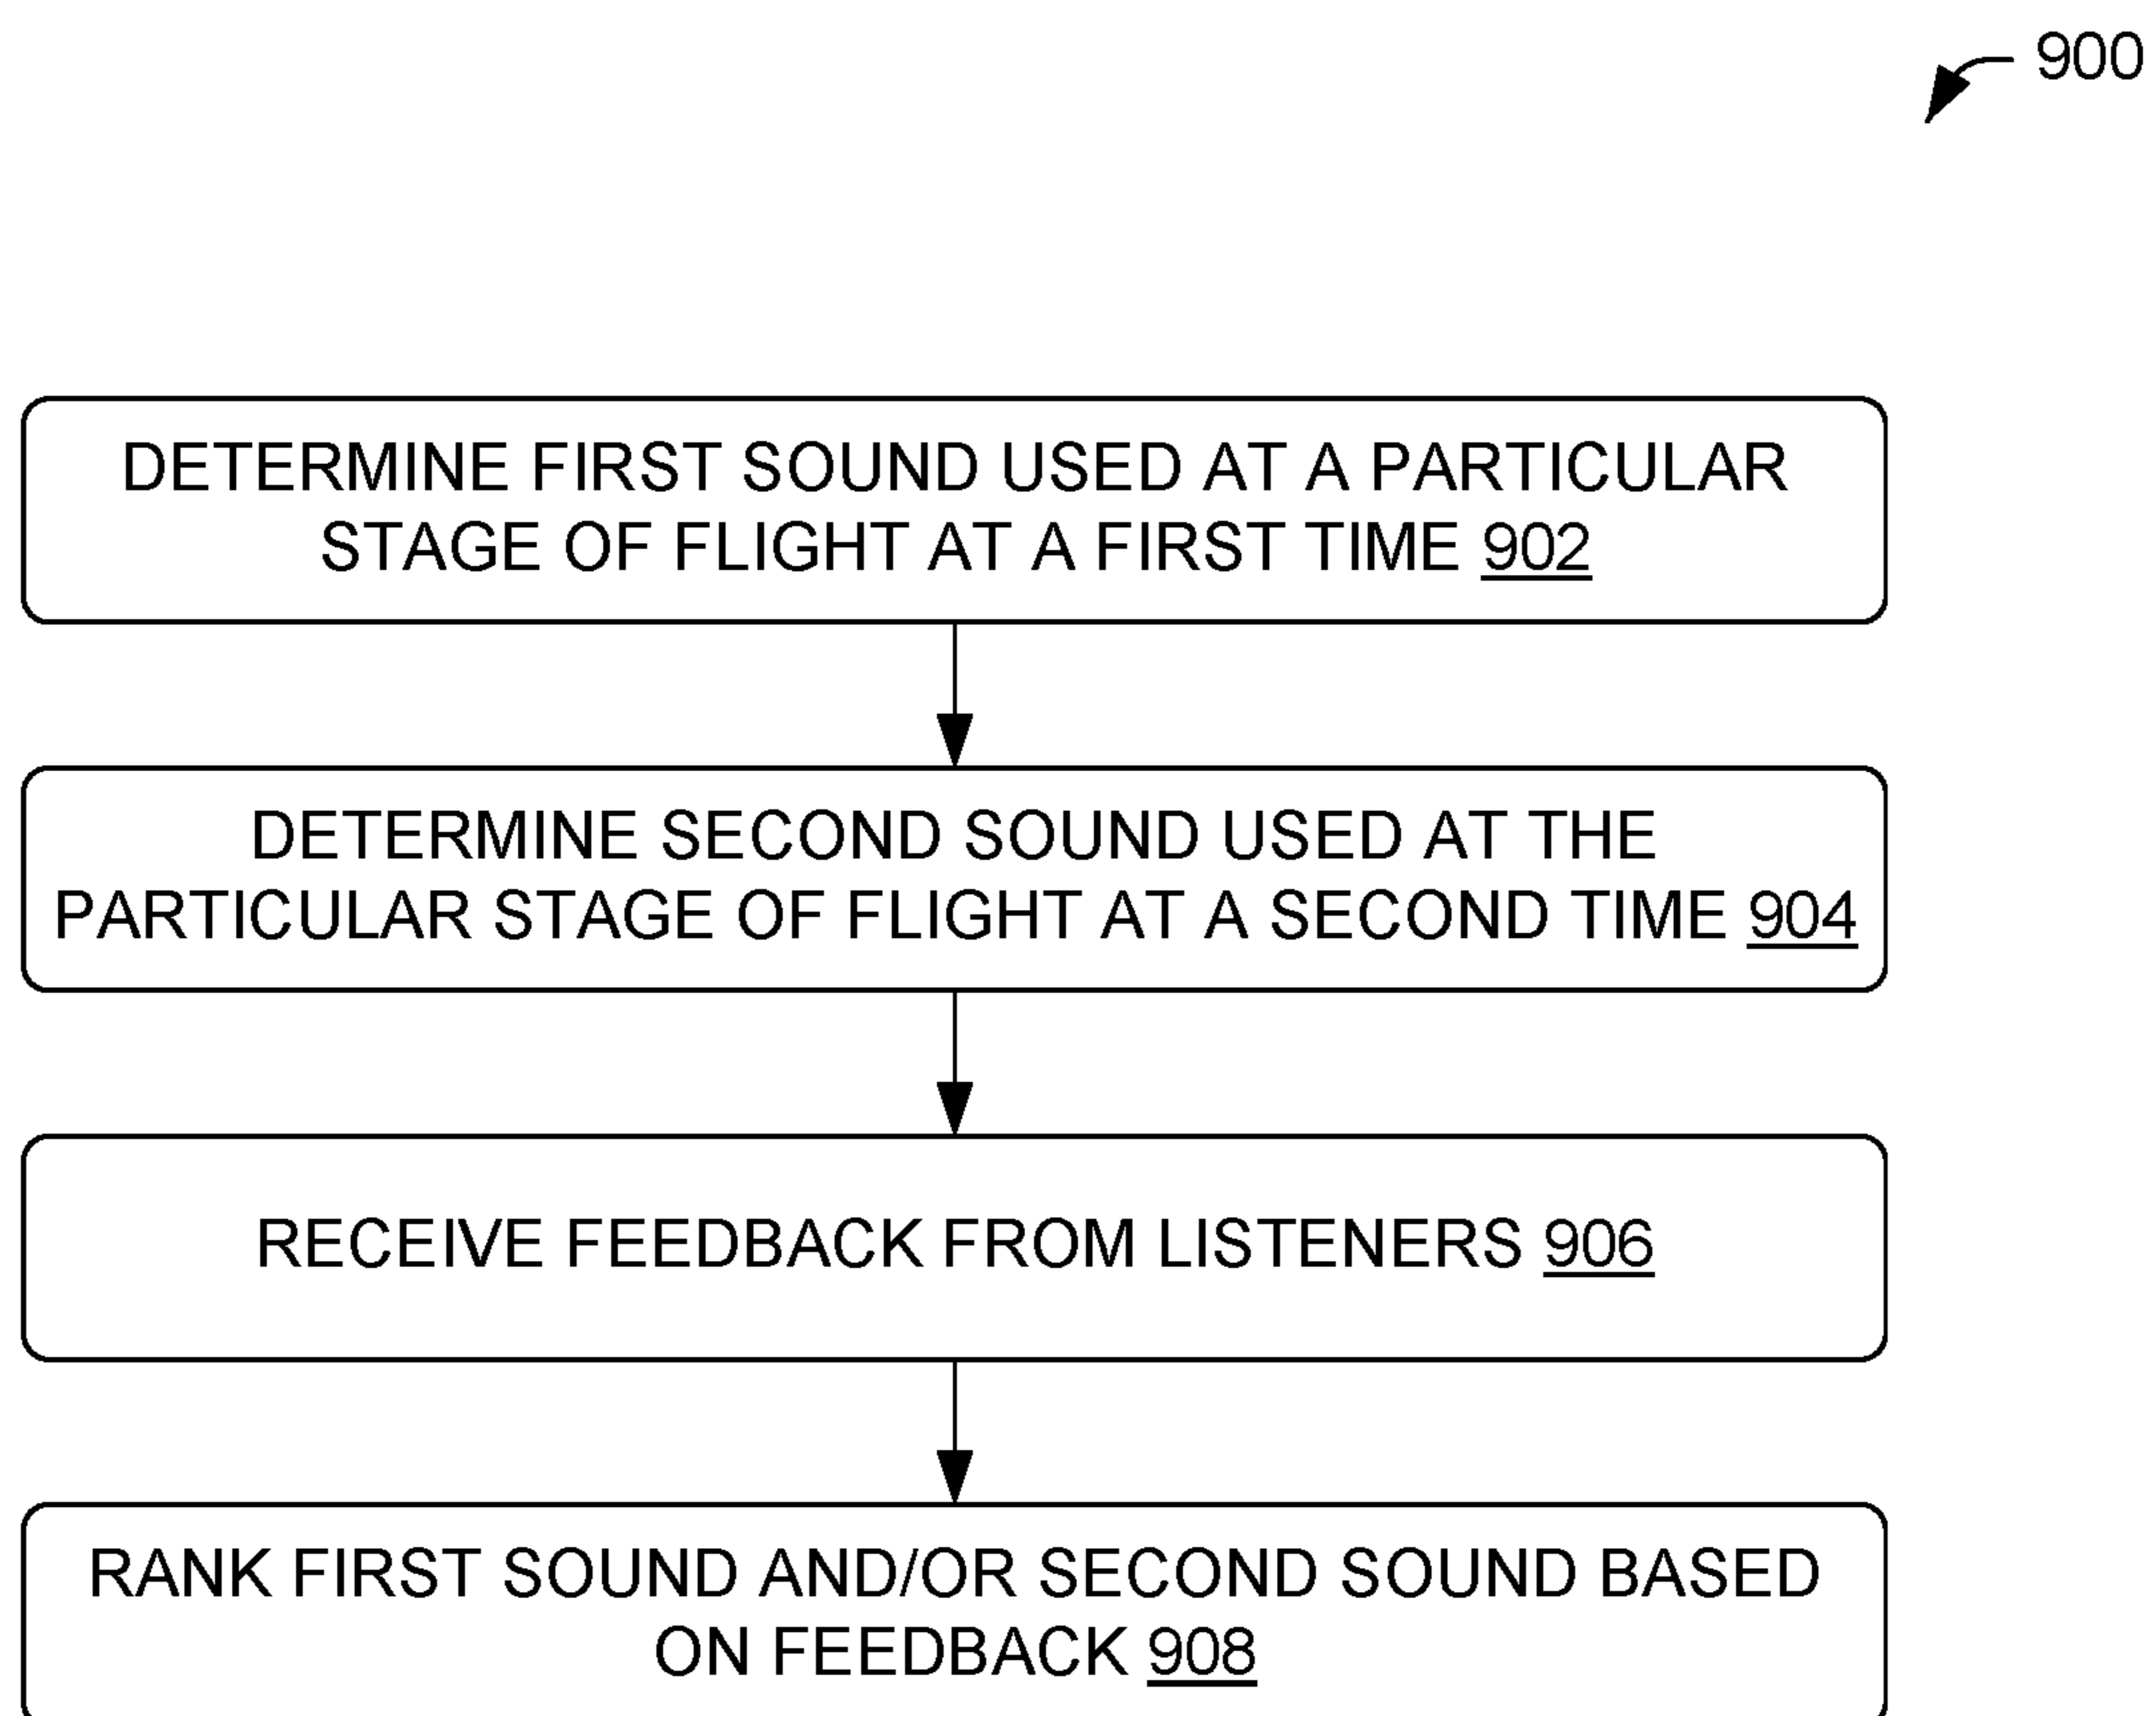 900
DETERMINE FIRST SOUND USED AT A PARTICULAR
STAGE OF FLIGHT AT A FIRST TIME 902
DETERMINE SECOND SOUND USED AT THE
PARTICULAR STAGE OF FLIGHT AT A SECOND TIME 904
RECEIVE FEEDBACK FROM LISTENERS 906
RANK FIRST SOUND AND/OR SECOND SOUND BASED
ON FEEDBACK 908